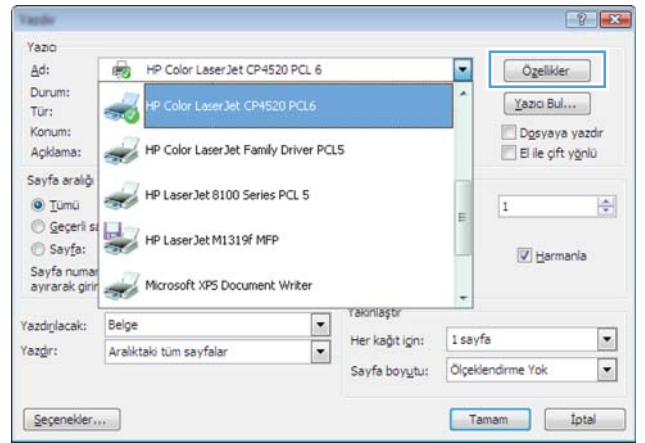 Yazdır
Yazıcı
Ad: HP Color LaserJet CP4520 PCL 6 Özellikler
Durum: HP Color LaserJet CP4520 PCL6 Yazıcı Bul...
Tür:
Konum: Dosyaya yazdır
Açıklama: HP Color LaserJet Family Driver PCL5 El ile çift yönlü
Sayfa aralığı HP LaserJet 8100 Series PCL 5
Tümü 1
Geçerli
HP LaserJet M1319f MFP
Sayfa: Harmanla
Sayfa
ayırarak Microsoft XPS Document Writer
Yakınlaştır
Yazdırılacak: Belge
Her kağıt için: 1 sayfa
Yazdır: Aralıktaki tüm sayfalar
Sayfa boyutu: Ölçeklendirme Yok
Seçenekler... Tamam İptal